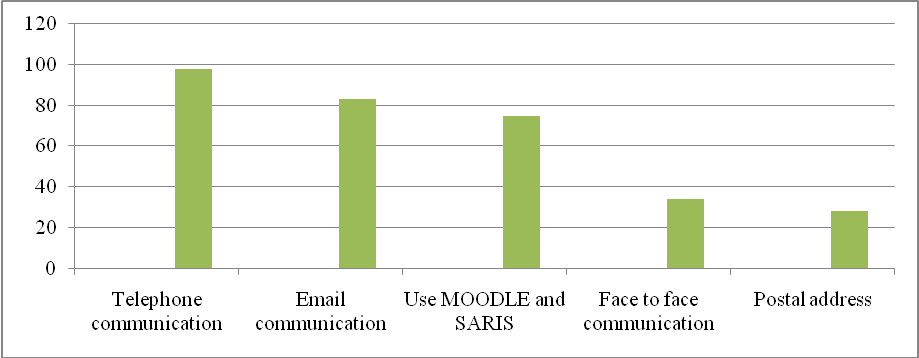 120
100
80
60
40
20
0
Telephone communication
Email communication
Use MOODLE and SARIS
Face to face communication
Postal address